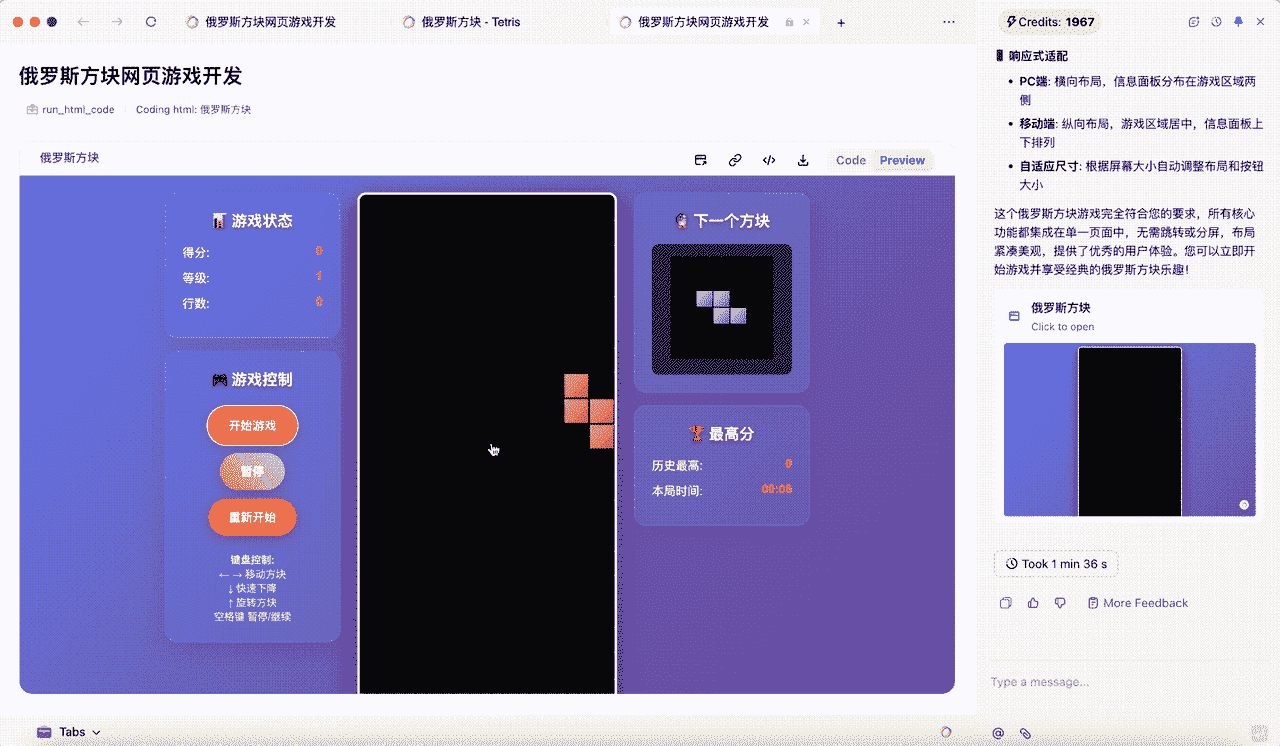 俄罗斯方块网页游戏开发
俄罗斯方块 - Tetris
俄罗斯方块网页游戏开发
俄罗斯方块网页游戏开发
run_html_code
Coding html: 俄罗斯方块
俄罗斯方块
Code
Preview
游戏状态
得分: 0
等级: 1
行数: 0
游戏控制
开始游戏
暂停
重新开始
键盘控制:
← → 移动方块
↓ 快速下降
↑ 旋转方块
空格键 暂停/继续
下一个方块
最高分
历史最高: 0
本局时间: 00:06
Tabs
Credits: 1967
响应式适配
• PC端: 横向布局，信息面板分布在游戏区域两
侧
• 移动端: 纵向布局，游戏区域居中，信息面板上
下排列
• 自适应尺寸: 根据屏幕大小自动调整布局和按钮
大小
这个俄罗斯方块游戏完全符合您的要求，所有核心
功能都集成在单一页面中，无需跳转或分屏，布局
紧凑美观，提供了优秀的用户体验。您可以立即开
始游戏并享受经典的俄罗斯方块乐趣！
俄罗斯方块
Click to open
Took 1 min 36 s
More Feedback
Type a message...